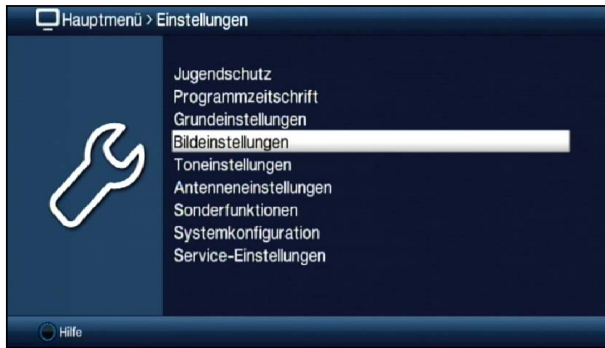 Hauptmenü > Einstellungen
Jugendschutz
Programmzeitschrift
Grundeinstellungen
Bildeinstellungen
Toneinstellungen
Antenneneinstellungen
Sonderfunktionen
Systemkonfiguration
Service-Einstellungen
Hilfe